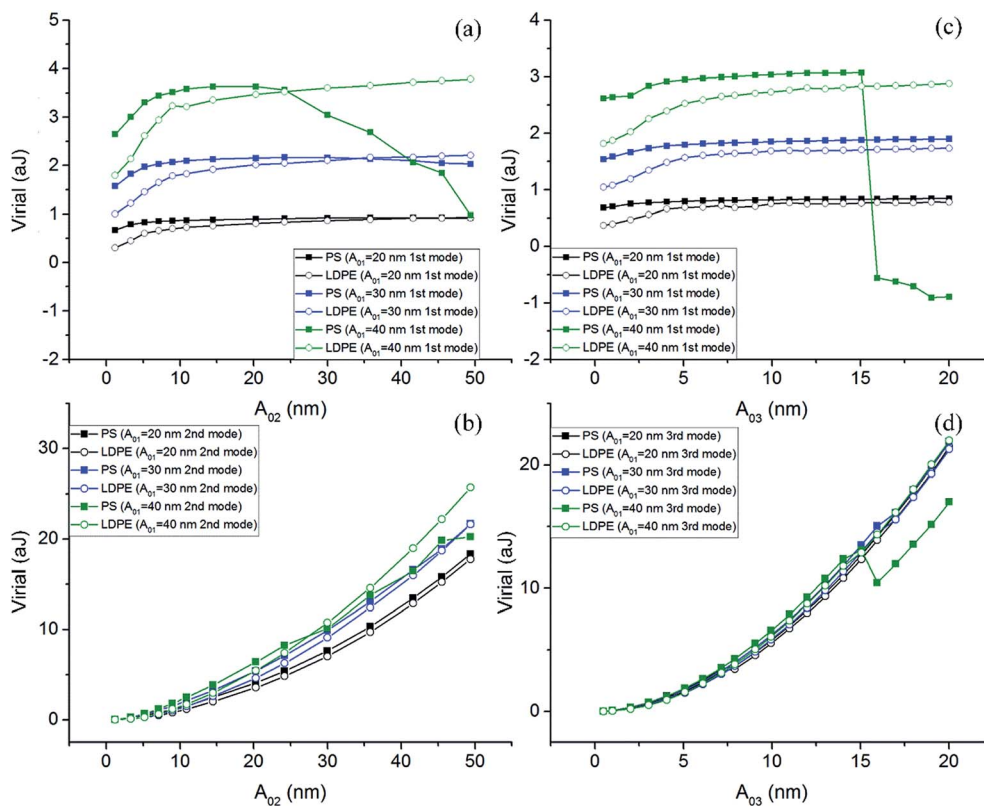 (a)
Virial (aJ)
5
4
3
2
1
0
-1
-2
PS (A01=20 nm 1st mode)
LDPE (A01=20 nm 1st mode)
PS (A01=30 nm 1st mode)
LDPE (A01=30 nm 1st mode)
PS (A01=40 nm 1st mode)
LDPE (A01=40 nm 1st mode)
0 10 20 30 40 50
A02 (nm)
(c)
Virial (aJ)
4
3
2
1
0
-1
-2
PS (A01=20 nm 1st mode)
LDPE (A01=20 nm 1st mode)
PS (A01=30 nm 1st mode)
LDPE (A01=30 nm 1st mode)
PS (A01=40 nm 1st mode)
LDPE (A01=40 nm 1st mode)
0 5 10 15 20
A03 (nm)
(b)
Virial (aJ)
30
20
10
0
PS (A01=20 nm 2nd mode)
LDPE (A01=20 nm 2nd mode)
PS (A01=30 nm 2nd mode)
LDPE (A01=30 nm 2nd mode)
PS (A01=40 nm 2nd mode)
LDPE (A01=40 nm 2nd mode)
0 10 20 30 40 50
A02 (nm)
(d)
Virial (aJ)
20
10
0
PS (A01=20 nm 3rd mode)
LDPE (A01=20 nm 3rd mode)
PS (A01=30 nm 3rd mode)
LDPE (A01=30 nm 3rd mode)
PS (A01=40 nm 3rd mode)
LDPE (A01=40 nm 3rd mode)
0 5 10 15 20
A03 (nm)